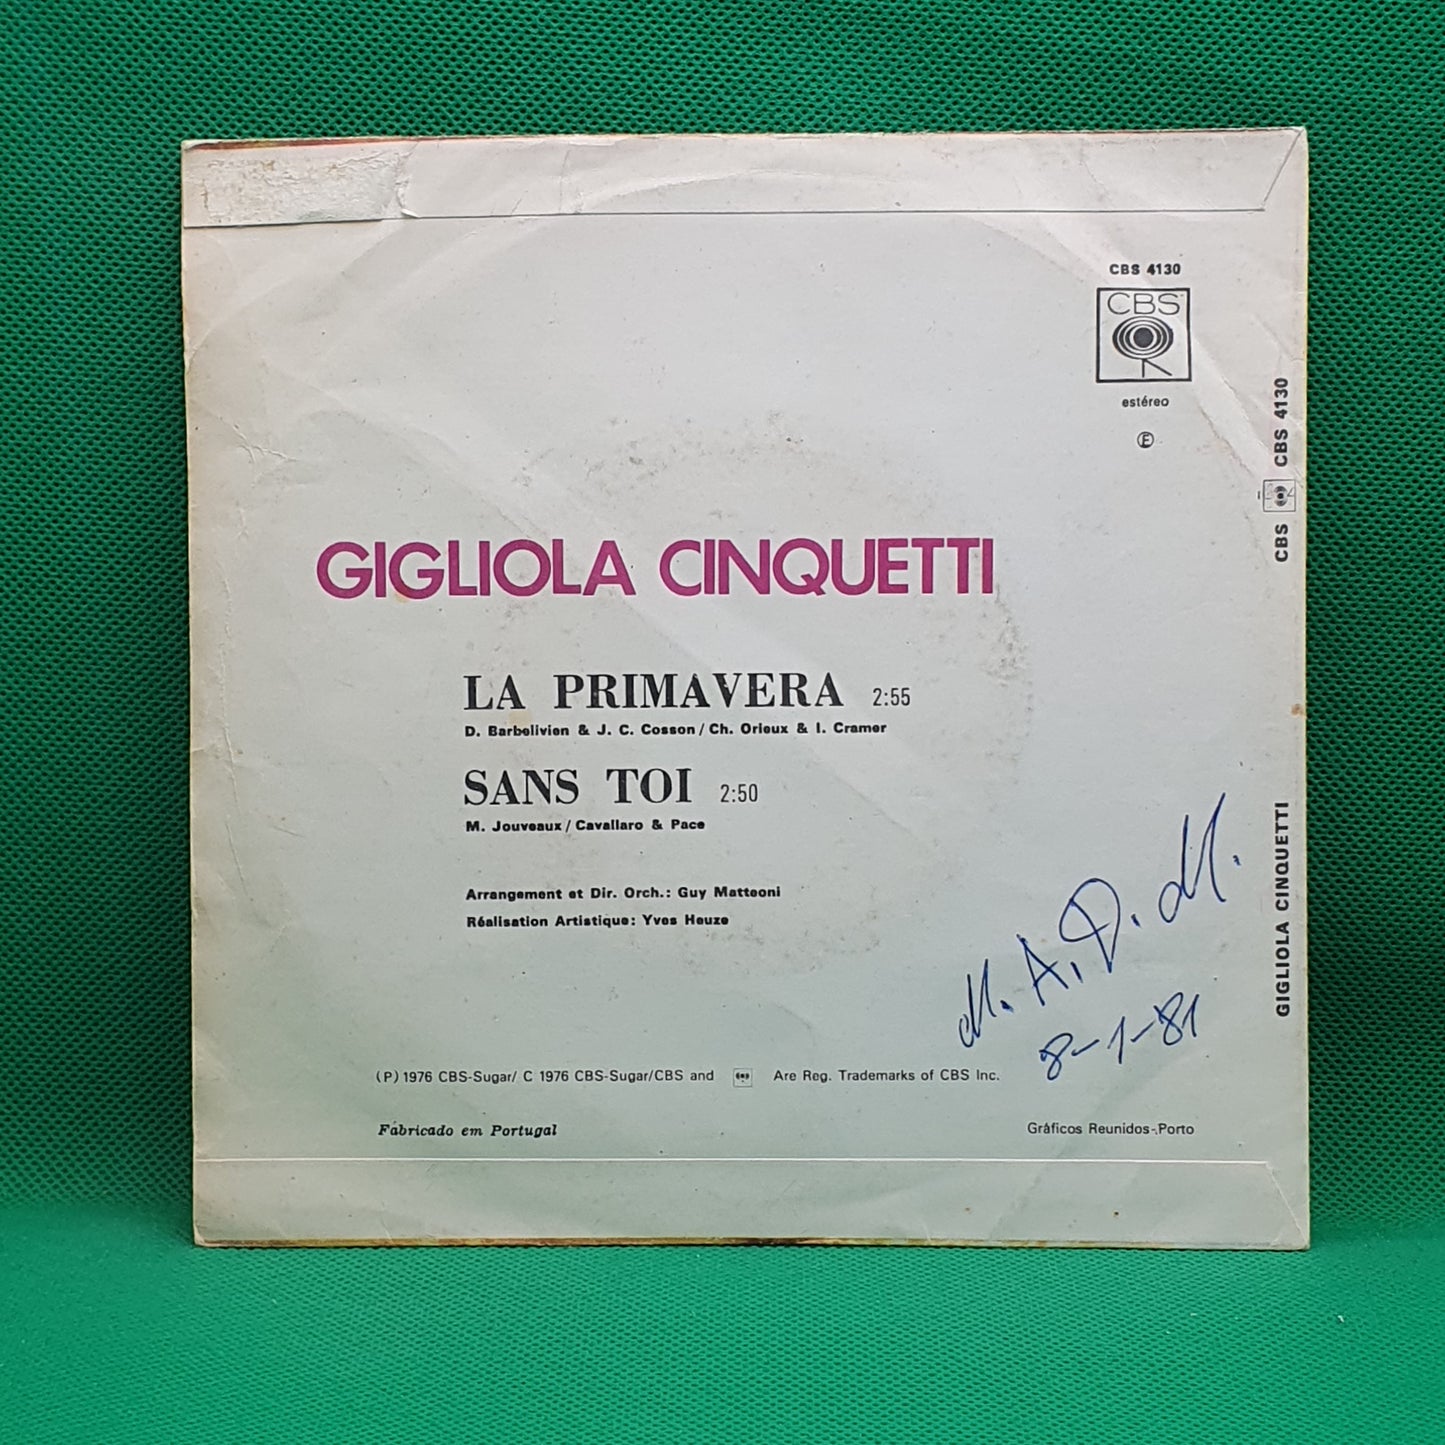 CBS 4130
CBS
estéreo
E
GIGLIOLA CINQUETTI
LA PRIMAVERA 2:55
D. Barbelivien & J. C. Cosson / Ch. Orieux & I. Cramer
SANS TOI 2:50
M. Jouveaux / Cavallaro & Pace
Arrangement et Dir. Orch.: Guy Matteoni
Réalisation Artistique: Yves Heuze
M. A. D. M.
8-1-81
(P) 1976 CBS-Sugar/ C 1976 CBS-Sugar/CBS and Are Reg. Trademarks of CBS Inc.
Fabricado em Portugal
Gráficos Reunidos-Porto
GIGLIOLA CINQUETTI CBS CBS 4130